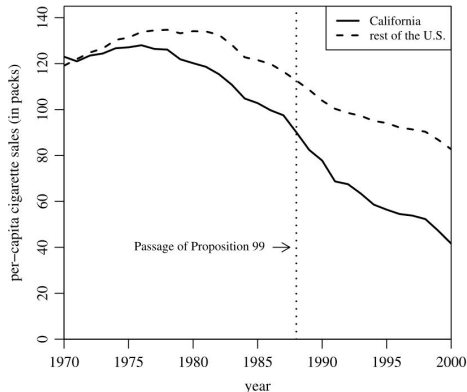 California
rest of the U.S.
per-capita cigarette sales (in packs)
140
120
100
80
60
40
20
0
Passage of Proposition 99
1970 1975 1980 1985 1990 1995 2000
year